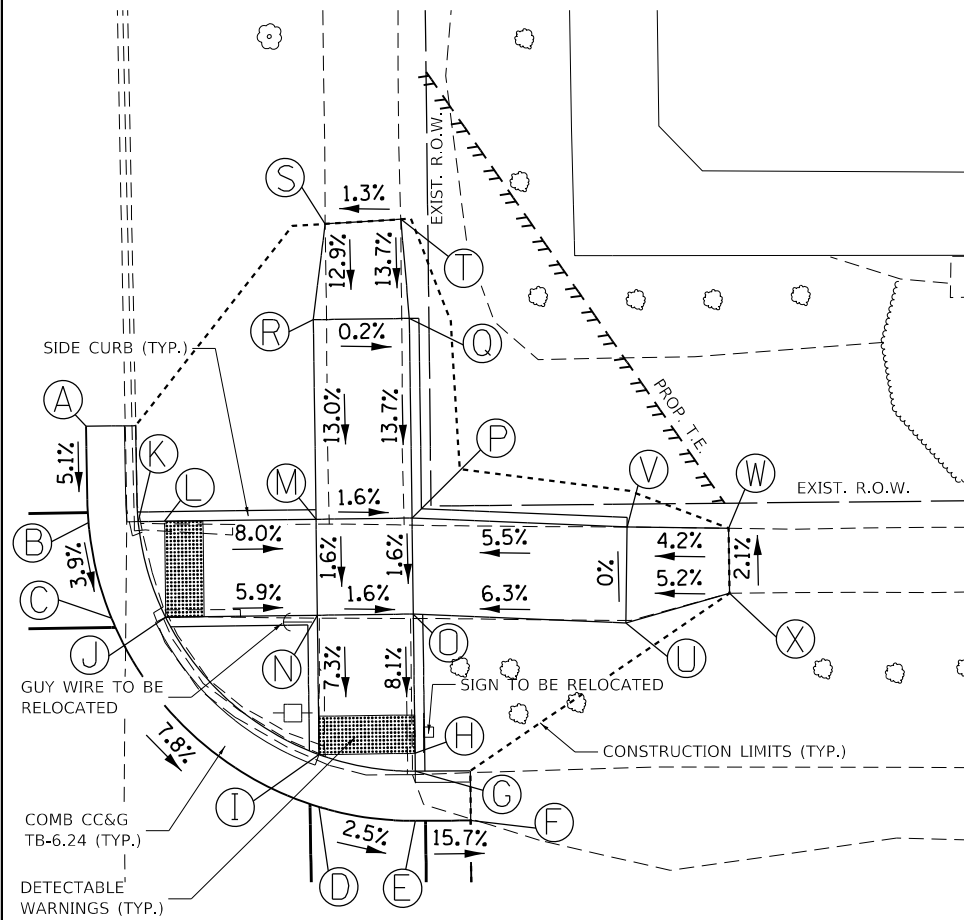 S
1.3%
EXIST. R.O.W.
12.9%
13.7%
T
R
0.2%
Q
SIDE CURB (TYP.)
A
13.0%
13.7%
PROP. T.E.
5.1%
K
L
M
P
1.6%
V
W
EXIST. R.O.W.
B
8.0%
1.6%
1.6%
5.5%
4.2%
3.9%
0%
2.1%
C
5.9%
1.6%
6.3%
5.2%
J
N
O
U
X
GUY WIRE TO BE
RELOCATED
7.3%
8.1%
SIGN TO BE RELOCATED
7.8%
H
CONSTRUCTION LIMITS (TYP.)
I
G
COMB CC&G
TB-6.24 (TYP.)
2.5%
15.7%
F
DETECTABLE
WARNINGS (TYP.)
D
E